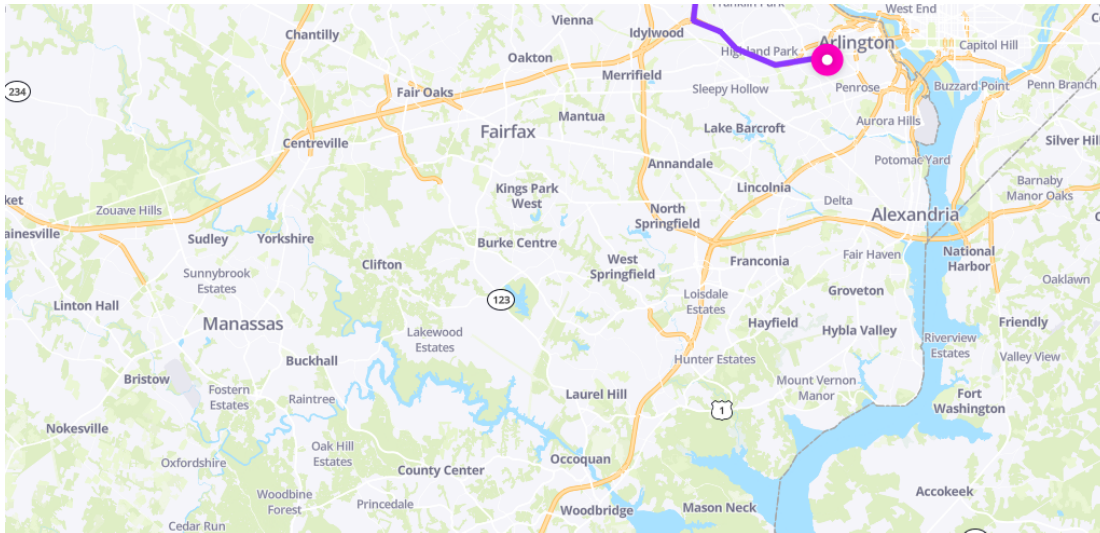 Franklin Park
West End
Vienna
Chantilly
Idylwood
Arlington
Capitol Hill
Highland Park
Oakton
Merrifield
Sleepy Hollow
Penrose
Buzzard Point
Penn Branch
234
Fair Oaks
Mantua
Aurora Hills
Fairfax
Lake Barcroft
Centreville
Silver Hill
Annandale
Potomac Yard
Kings Park
West
Lincolnia
Barnaby
Manor Oaks
ket
Zouave Hills
Delta
North
Springfield
Alexandria
ainesville
Sudley
Yorkshire
Burke Centre
Clifton
West
Springfield
Franconia
Fair Haven
National
Harbor
Sunnybrook
Estates
Oaklawn
Linton Hall
123
Loisdale
Estates
Groveton
Manassas
Lakewood
Estates
Hayfield
Hybla Valley
Friendly
Riverview
Estates
Buckhall
Hunter Estates
Valley View
Bristow
Fostern
Estates
Raintree
Laurel Hill
Mount Vernon
Manor
Fort
Washington
1
Nokesville
Oak Hill
Estates
Oxfordshire
County Center
Occoquan
Woodbine
Forest
Princedale
Accokeek
Woodbridge
Mason Neck
Cedar Run